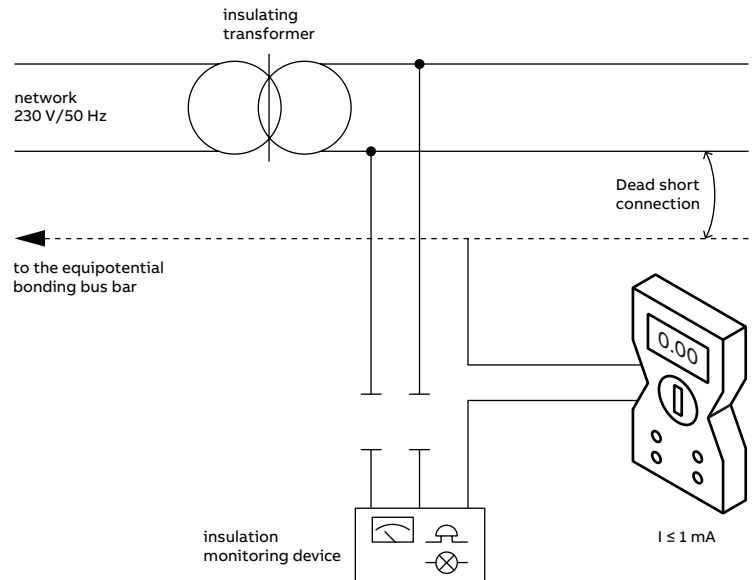 insulating
transformer
network
230 V/50 Hz
Dead short
connection
to the equipotential
bonding bus bar
0.00
insulation
monitoring device
I ≤ 1 mA